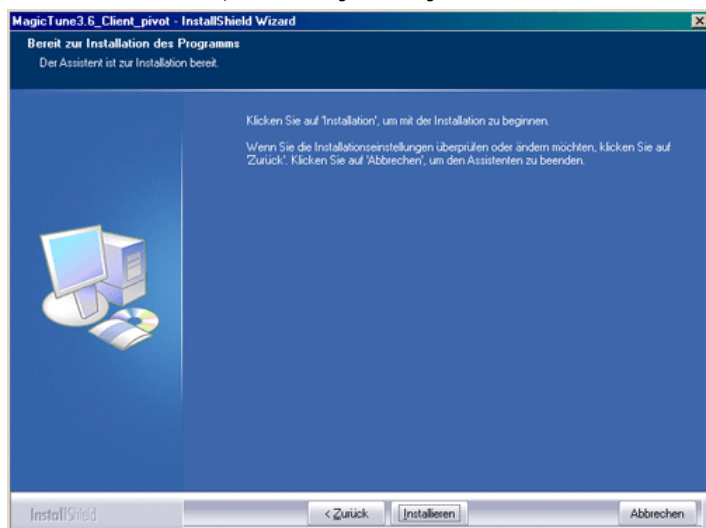 MagicTune3.6_Client_pivot - InstallShield Wizard
Bereit zur Installation des Programms
Der Assistent ist zur Installation bereit.
Klicken Sie auf 'Installation', um mit der Installation zu beginnen.
Wenn Sie die Installationseinstellungen überprüfen oder ändern möchten, klicken Sie auf
'Zurück'. Klicken Sie auf 'Abbrechen', um den Assistenten zu beenden.
InstallShield
< Zurück
Installieren
Abbrechen